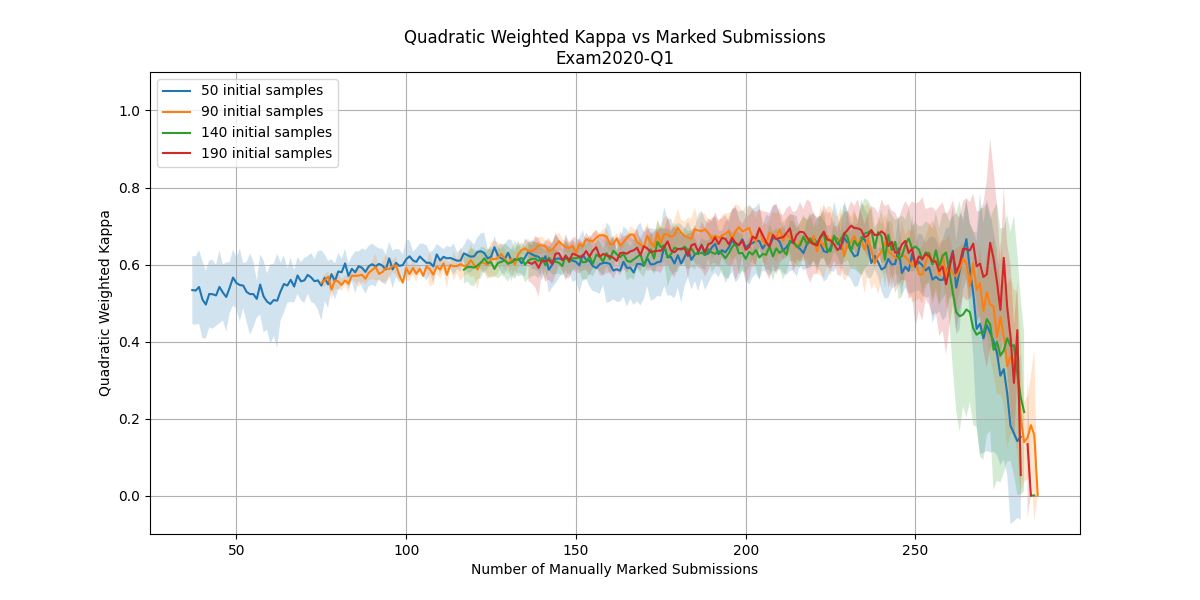 Quadratic Weighted Kappa vs Marked Submissions
Exam2020-Q1
50 initial samples
90 initial samples
140 initial samples
190 initial samples
Quadratic Weighted Kappa
1.0
0.8
0.6
0.4
0.2
0.0
50 100 150 200 250
Number of Manually Marked Submissions